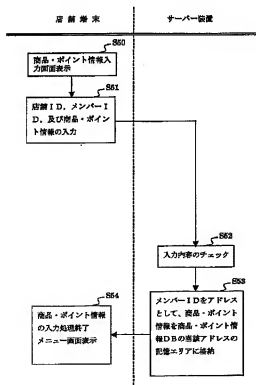 店舗端末
サーバー装置
S50
商品・ポイント情報入
力画面表示
S51
店舗ID、メンバーI
D、及び商品・ポイン
ト情報の入力
S52
入力内容のチェック
S53
メンバーIDをアドレス
として、商品・ポイント
情報を商品・ポイント情
報DBの当該アドレスの
記憶エリアに格納
S54
商品・ポイント情報
の入力処理終了
メニュー画面表示